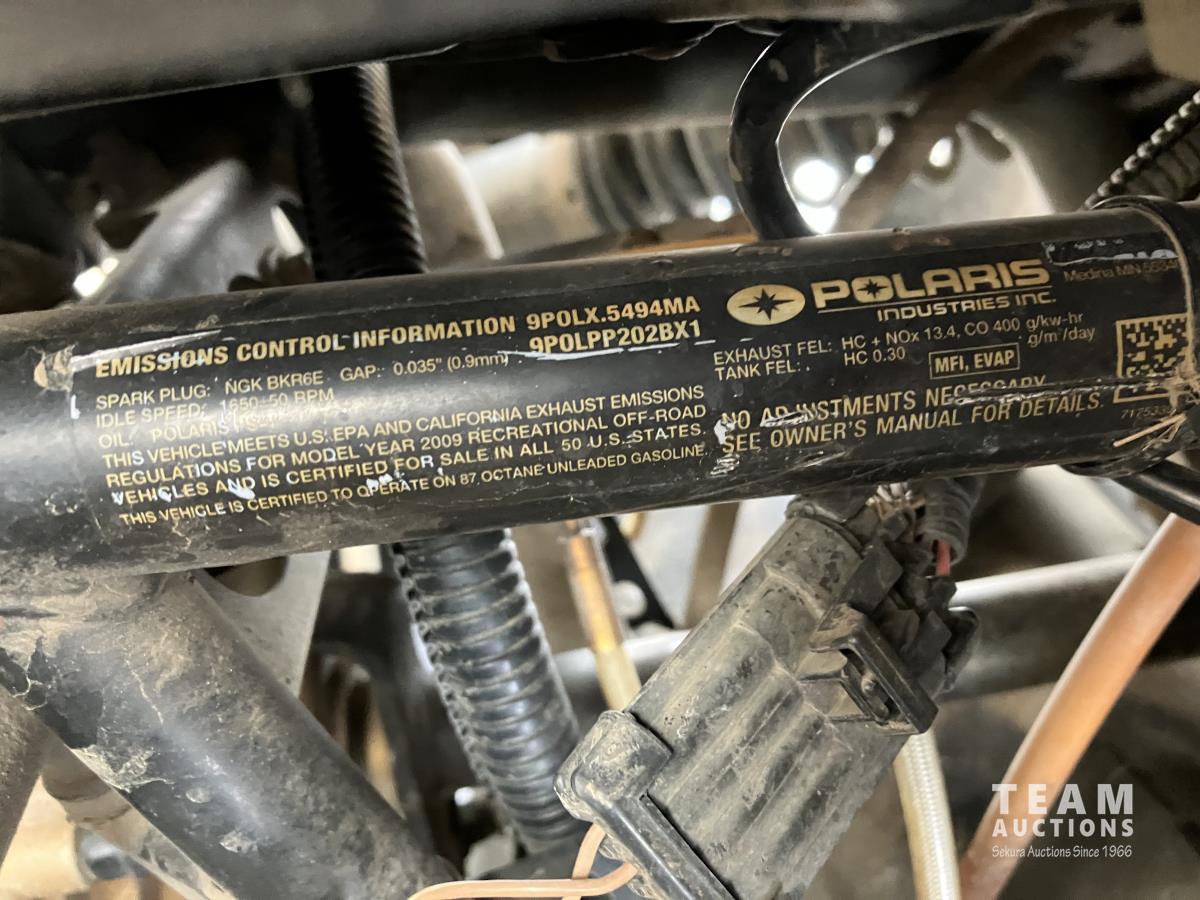 EMISSIONS CONTROL INFORMATION 9POLX.5494MA
9POLPP202BX1
SPARK PLUG: NGK BKR6E GAP: 0.035" (0.9mm)
IDLE SPEED: 1650±50 RPM
OIL: POLARIS
THIS VEHICLE MEETS U.S. EPA AND CALIFORNIA EXHAUST EMISSIONS
REGULATIONS FOR MODEL YEAR 2009 RECREATIONAL OFF-ROAD
VEHICLES AND IS CERTIFIED FOR SALE IN ALL 50 U.S. STATES.
THIS VEHICLE IS CERTIFIED TO OPERATE ON 87 OCTANE UNLEADED GASOLINE.
POLARIS
INDUSTRIES INC.
Medina MN
EXHAUST FEL: HC + NOx 13.4, CO 400 g/kw-hr
TANK FEL: HC 0.30 g/m/day
MFI, EVAP
NO ADJUSTMENTS NECESSARY
SEE OWNER'S MANUAL FOR DETAILS.
TEAM
AUCTIONS
Sekura Auctions Since 1966